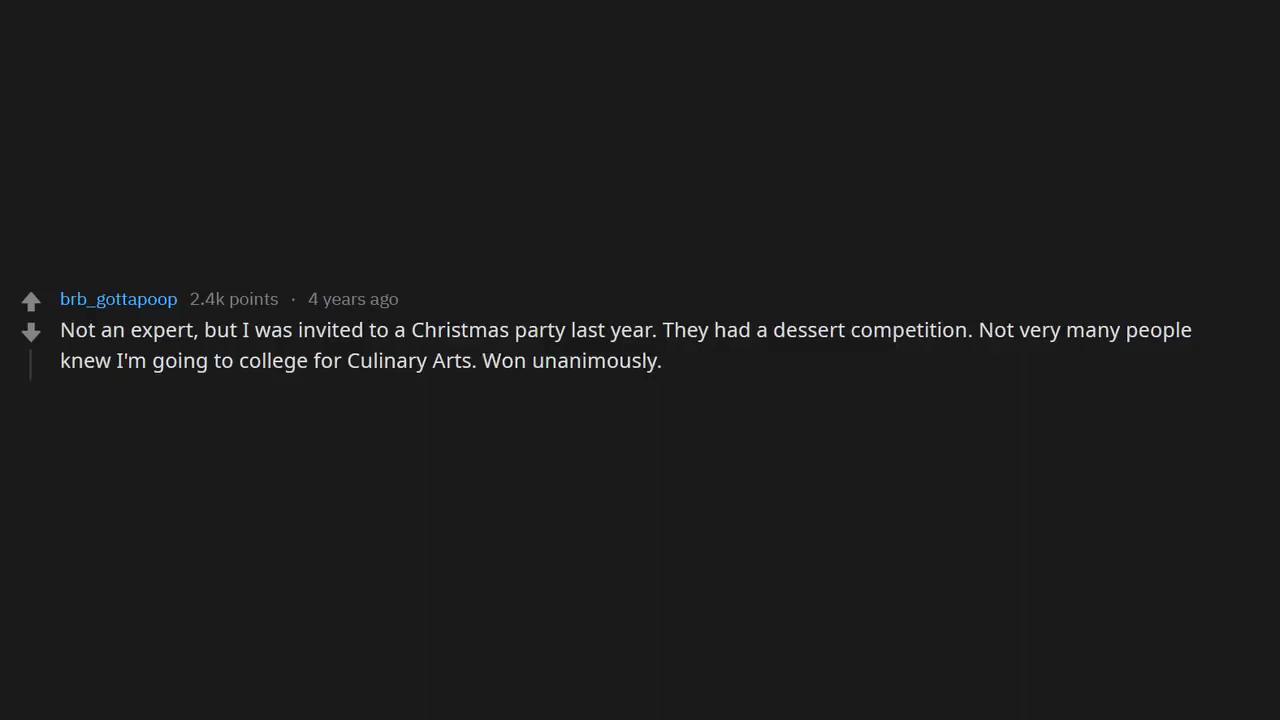 brb_gottapoop 2.4k points · 4 years ago
Not an expert, but I was invited to a Christmas party last year. They had a dessert competition. Not very many people
knew I'm going to college for Culinary Arts. Won unanimously.